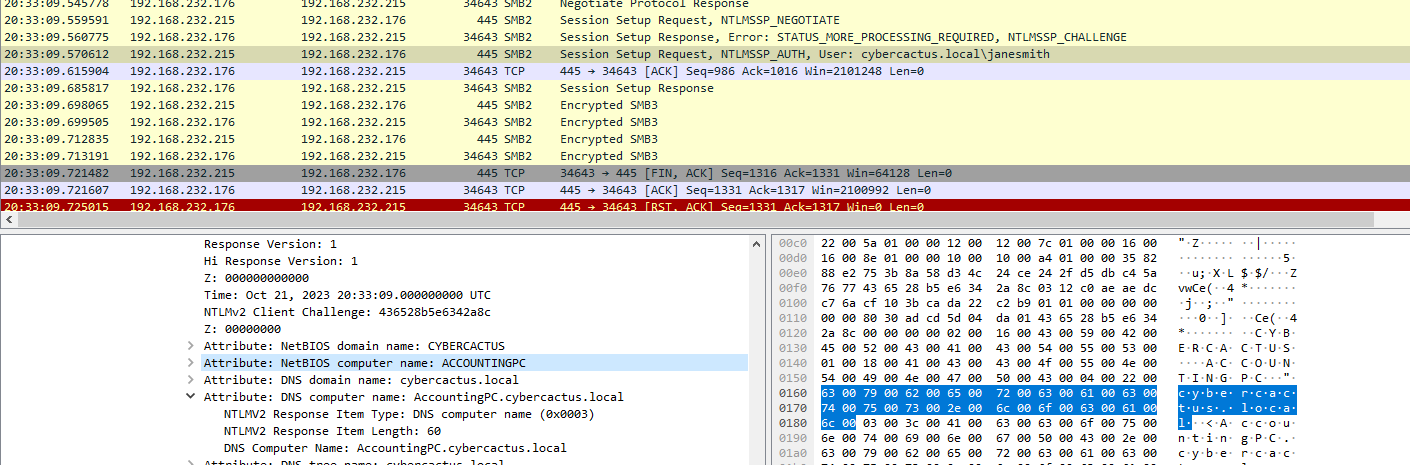 20:33:09.545778 192.168.232.176 192.168.232.215 34643 SMB2 Negotiate Protocol Response
20:33:09.559591 192.168.232.215 192.168.232.176 445 SMB2 Session Setup Request, NTLMSSP_NEGOTIATE
20:33:09.560775 192.168.232.176 192.168.232.215 34643 SMB2 Session Setup Response, Error: STATUS_MORE_PROCESSING_REQUIRED, NTLMSSP_CHALLENGE
20:33:09.570612 192.168.232.215 192.168.232.176 445 SMB2 Session Setup Request, NTLMSSP_AUTH, User: cybercactus.local\janesmith
20:33:09.615904 192.168.232.176 192.168.232.215 34643 TCP 445 → 34643 [ACK] Seq=986 Ack=1016 Win=2101248 Len=0
20:33:09.685817 192.168.232.176 192.168.232.215 34643 SMB2 Session Setup Response
20:33:09.698065 192.168.232.215 192.168.232.176 445 SMB2 Encrypted SMB3
20:33:09.699505 192.168.232.176 192.168.232.215 34643 SMB2 Encrypted SMB3
20:33:09.712835 192.168.232.215 192.168.232.176 445 SMB2 Encrypted SMB3
20:33:09.713191 192.168.232.176 192.168.232.215 34643 SMB2 Encrypted SMB3
20:33:09.721482 192.168.232.215 192.168.232.176 445 TCP 34643 → 445 [FIN, ACK] Seq=1316 Ack=1331 Win=64128 Len=0
20:33:09.721607 192.168.232.176 192.168.232.215 34643 TCP 445 → 34643 [ACK] Seq=1331 Ack=1317 Win=2100992 Len=0
20:33:09.725015 192.168.232.176 192.168.232.215 34643 TCP 445 → 34643 [RST, ACK] Seq=1331 Ack=1317 Win=0 Len=0
Response Version: 1
Hi Response Version: 1
Z: 000000000000
Time: Oct 21, 2023 20:33:09.000000000 UTC
NTLMv2 Client Challenge: 436528b5e6342a8c
Z: 00000000
Attribute: NetBIOS domain name: CYBERCACTUS
Attribute: NetBIOS computer name: ACCOUNTINGPC
Attribute: DNS domain name: cybercactus.local
Attribute: DNS computer name: AccountingPC.cybercactus.local
NTLMV2 Response Item Type: DNS computer name (0x0003)
NTLMV2 Response Item Length: 60
DNS Computer Name: AccountingPC.cybercactus.local
Attribute: DNS tree name: cybercactus.local
00c0 22 00 5a 01 00 00 12 00 12 00 7c 01 00 00 16 00 "·Z····· ··|·····
00d0 16 00 8e 01 00 00 10 00 10 00 a4 01 00 00 35 82 ········ ······5·
00e0 88 e2 75 3b 8a 58 d3 4c 24 ce 24 2f d5 db c4 5a ··u;·X·L $·$/···Z
00f0 76 77 43 65 28 b5 e6 34 2a 8c 03 12 c0 ae ae dc vwCe(··4 *·······
0100 c7 6a cf 10 3b ca da 22 c2 b9 01 01 00 00 00 00 ·j··;··" ········
0110 00 00 80 30 ad cd 5d 04 da 01 43 65 28 b5 e6 34 ···0··]· ··Ce(··4
0120 2a 8c 00 00 00 00 02 00 16 00 43 00 59 00 42 00 *······· ··C·Y·B·
0130 45 00 52 00 43 00 41 00 43 00 54 00 55 00 53 00 E·R·C·A· C·T·U·S·
0140 01 00 18 00 41 00 43 00 43 00 4f 00 55 00 4e 00 ····A·C· C·O·U·N·
0150 54 00 49 00 4e 00 47 00 50 00 43 00 04 00 22 00 T·I·N·G· P·C···"·
0160 63 00 79 00 62 00 65 00 72 00 63 00 61 00 63 00 c·y·b·e· r·c·a·c·
0170 74 00 75 00 73 00 2e 00 6c 00 6f 00 63 00 61 00 t·u·s·.· l·o·c·a·
0180 6c 00 03 00 3c 00 41 00 63 00 63 00 6f 00 75 00 l···<·A· c·c·o·u·
0190 6e 00 74 00 69 00 6e 00 67 00 50 00 43 00 2e 00 n·t·i·n· g·P·C·.·
01a0 63 00 79 00 62 00 65 00 72 00 63 00 61 00 63 00 c·y·b·e· r·c·a·c·